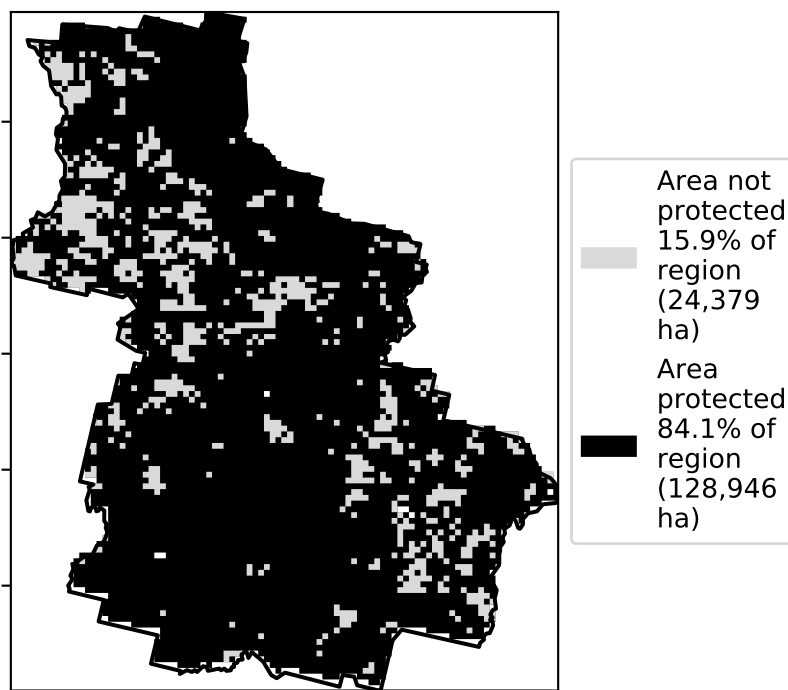 Area not
protected
15.9% of
region
(24,379
ha)
Area
protected
84.1% of
region
(128,946
ha)